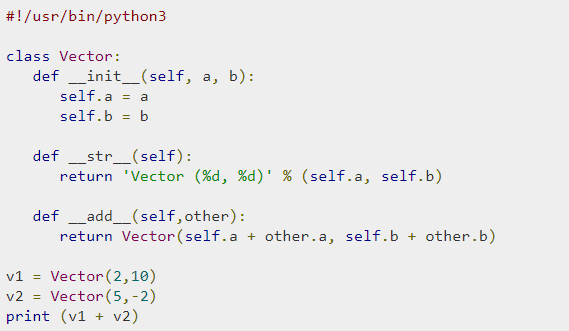 #!/usr/bin/python3
class Vector:
   def __init__(self, a, b):
      self.a = a
      self.b = b
   def __str__(self):
      return 'Vector (%d, %d)' % (self.a, self.b)
   def __add__(self,other):
      return Vector(self.a + other.a, self.b + other.b)
v1 = Vector(2,10)
v2 = Vector(5,-2)
print (v1 + v2)